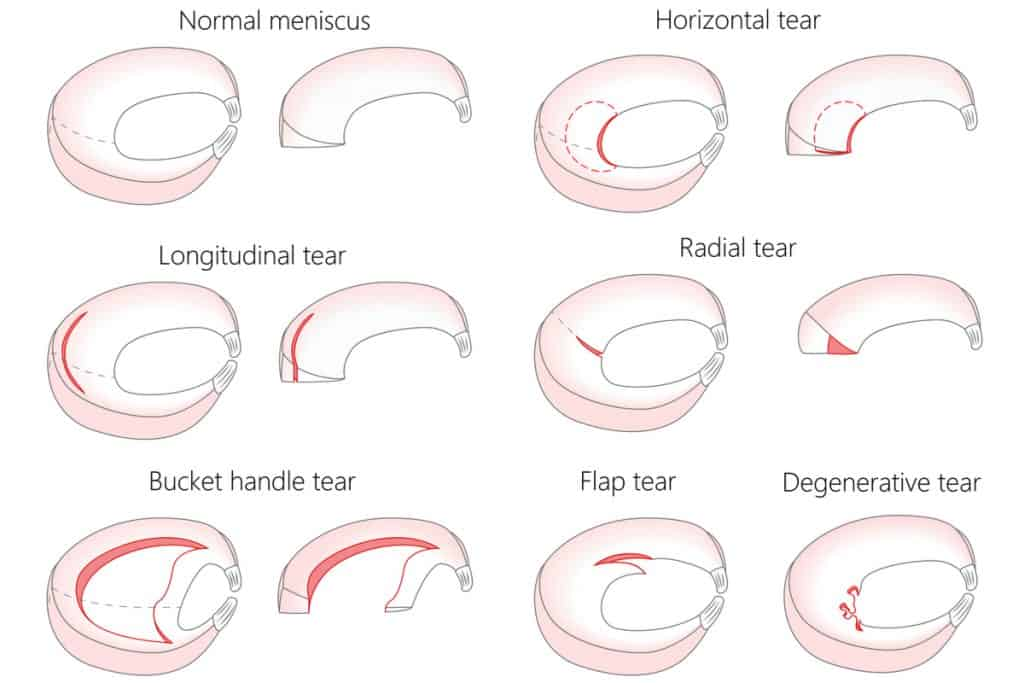 Normal meniscus
Horizontal tear
Longitudinal tear
Radial tear
Bucket handle tear
Flap tear
Degenerative tear